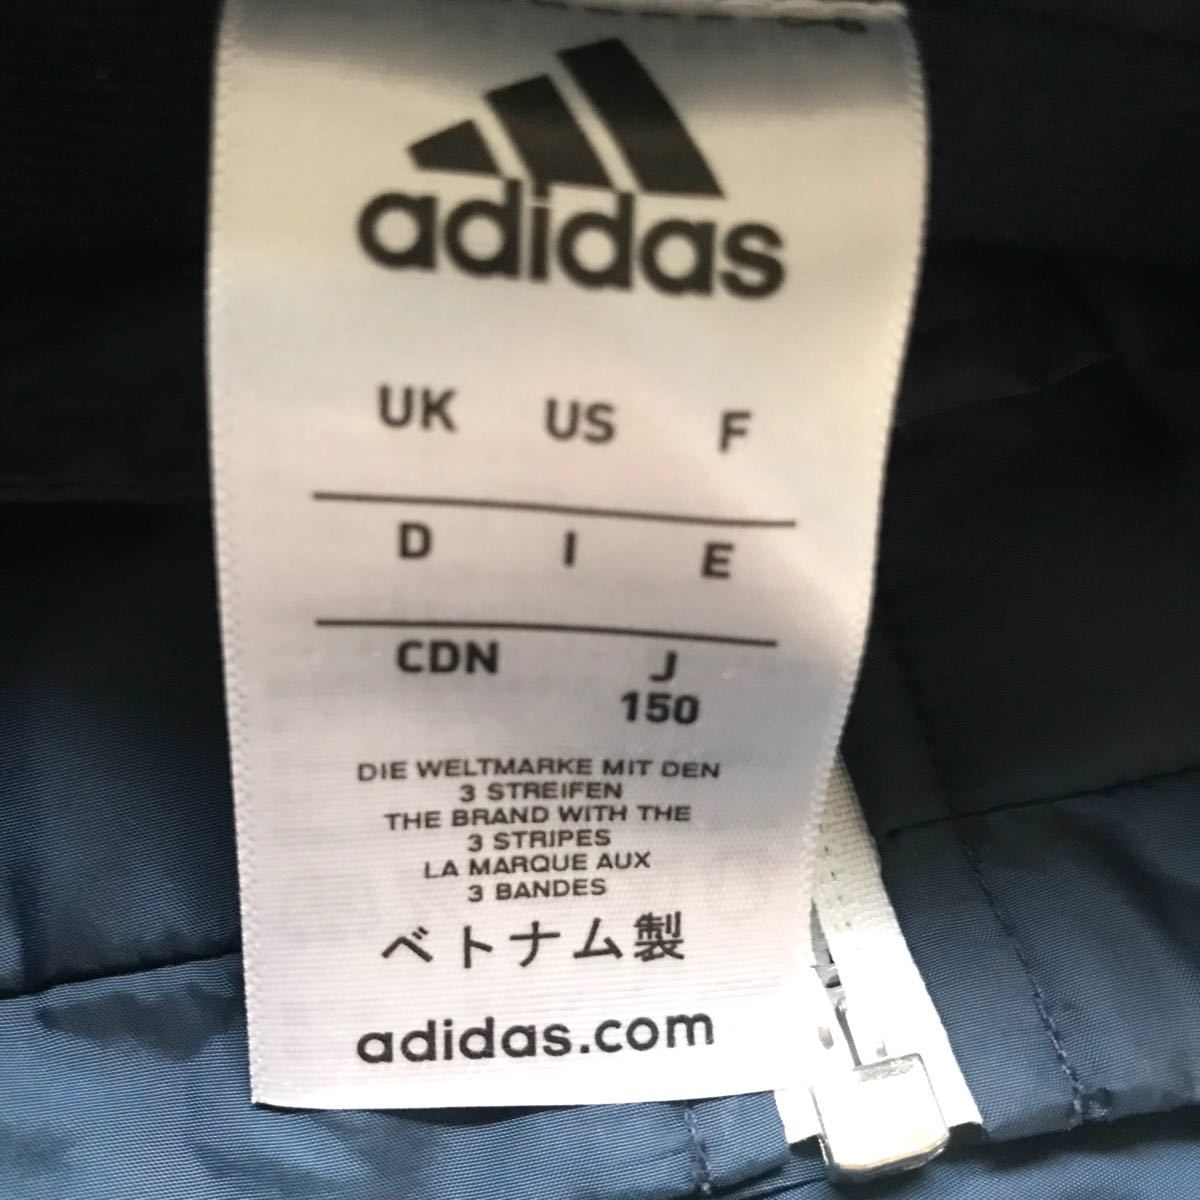 adidas
UK US F
D I E
CDN J
150
DIE WELTMARKE MIT DEN
3 STREIFEN
THE BRAND WITH THE
3 STRIPES
LA MARQUE AUX
3 BANDES
ベトナム製
adidas.com